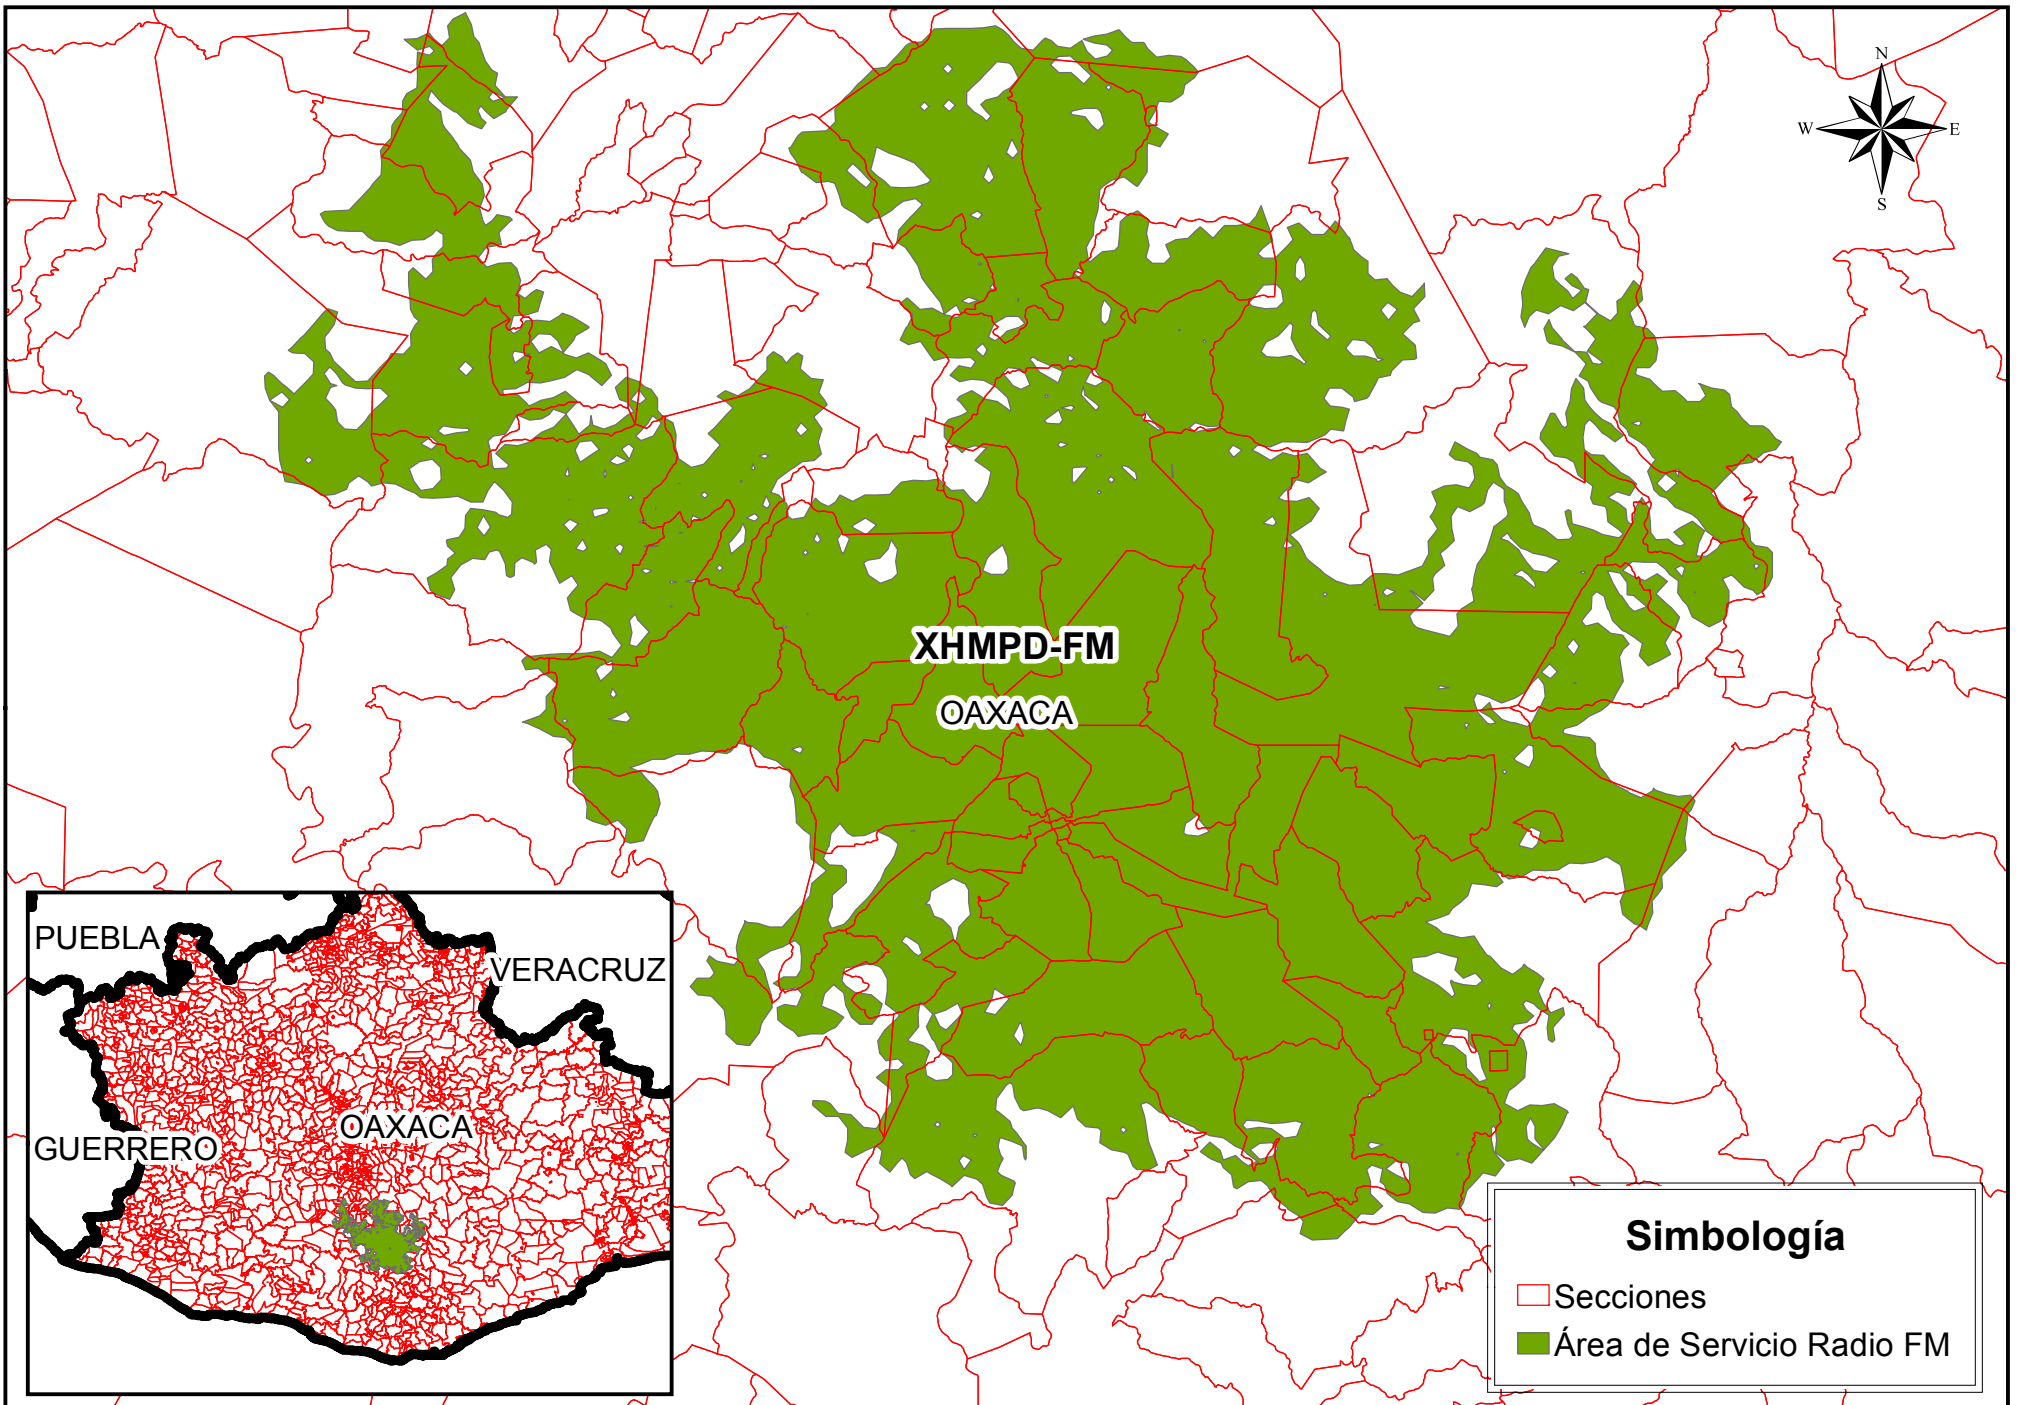 N
W E
S
XHMPD-FM
OAXACA
PUEBLA
VERACRUZ
OAXACA
GUERRERO
Simbología
Secciones
Área de Servicio Radio FM